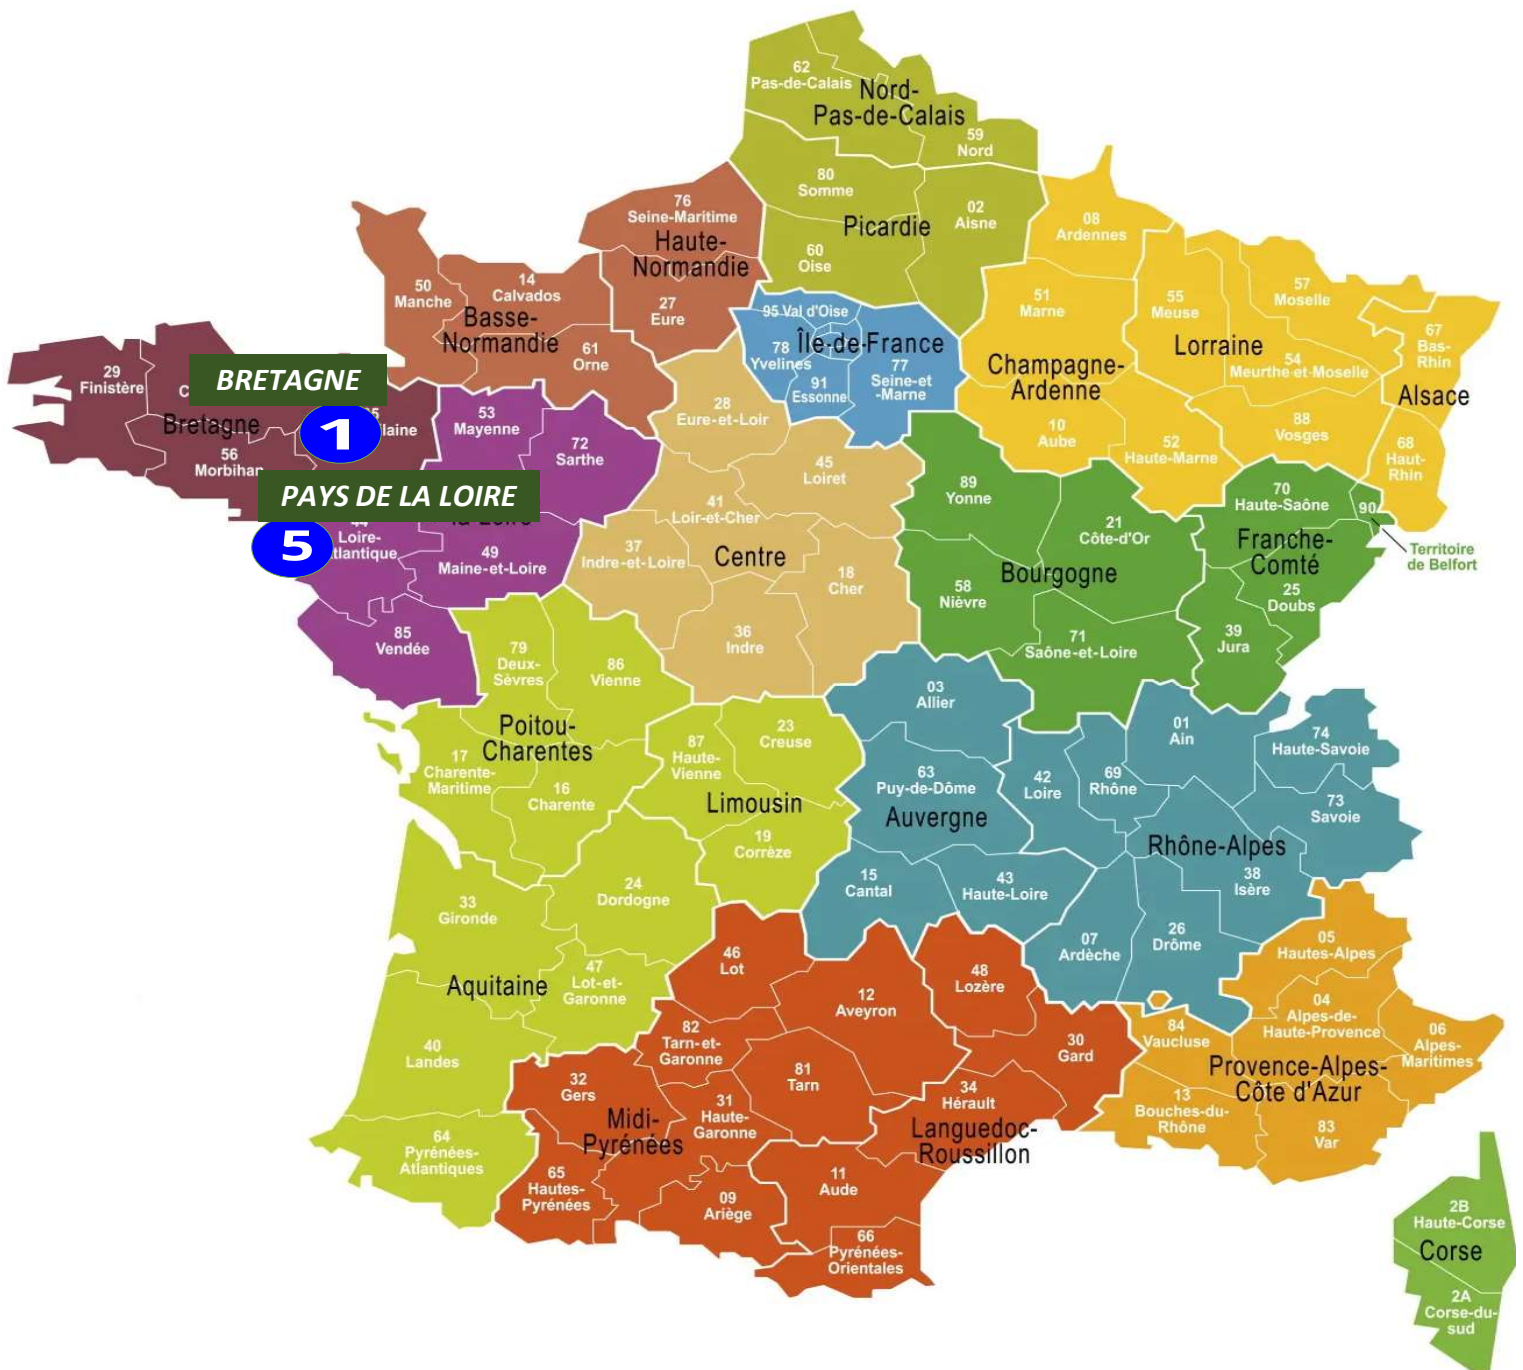 62
Pas-de-Calais
Nord-
Pas-de-Calais
59
Nord
80
Somme
02
Aisne
Picardie
60
Oise
76
Seine-Maritime
Haute-
Normandie
27
Eure
50
Manche
14
Calvados
Basse-
Normandie
61
Orne
08
Ardennes
51
Marne
55
Meuse
57
Moselle
67
Bas-
Rhin
Lorraine
54
Meurthe-et-Moselle
Champagne-
Ardenne
Alsace
10
Aube
52
Haute-Marne
88
Vosges
68
Haut-
Rhin
95 Val d'Oise
Île-de-France
78
Yvelines
91
Essonne
77
Seine-et
-Marne
29
Finistère
C
BRETAGNE
Bretagne
1
laine
56
Morbihan
53
Mayenne
72
Sarthe
PAYS DE LA LOIRE
la Loire
5
44
Loire-
tlantique
49
Maine-et-Loire
85
Vendée
28
Eure-et-Loir
45
Loiret
41
Loir-et-Cher
37
Indre-et-Loire
Centre
18
Cher
36
Indre
89
Yonne
21
Côte-d'Or
Bourgogne
58
Nièvre
71
Saône-et-Loire
70
Haute-Saône
90
Territoire
de Belfort
Franche-
Comté
25
Doubs
39
Jura
79
Deux-
Sèvres
86
Vienne
Poitou-
Charentes
17
Charente-
Maritime
16
Charente
87
Haute-
Vienne
23
Creuse
Limousin
19
Corrèze
03
Allier
63
Puy-de-Dôme
Auvergne
15
Cantal
43
Haute-Loire
42
Loire
69
Rhône
01
Ain
74
Haute-Savoie
73
Savoie
Rhône-Alpes
38
Isère
07
Ardèche
26
Drôme
24
Dordogne
33
Gironde
47
Lot-et-
Garonne
Aquitaine
40
Landes
64
Pyrénées-
Atlantiques
46
Lot
12
Aveyron
82
Tarn-et-
Garonne
81
Tarn
32
Gers
31
Haute-
Garonne
Midi-
Pyrénées
65
Hautes-
Pyrénées
09
Ariège
48
Lozère
30
Gard
34
Hérault
Languedoc-
Roussillon
11
Aude
66
Pyrénées-
Orientales
05
Hautes-Alpes
04
Alpes-de-
Haute-Provence
06
Alpes-
Maritimes
84
Vaucluse
Provence-Alpes-
Côte d'Azur
13
Bouches-du-
Rhône
83
Var
2B
Haute-Corse
Corse
2A
Corse-du-
sud